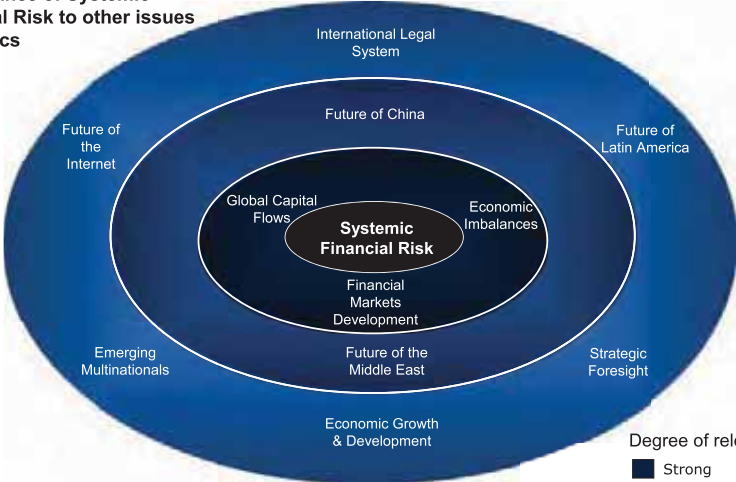 Risk to other issues
International Legal
System
Future of China
Future of
the
Internet
Future of
Latin America
Global Capital
Flows
Economic
Imbalances
Systemic
Financial Risk
Financial
Markets
Development
Emerging
Multinationals
Future of the
Middle East
Strategic
Foresight
Economic Growth
& Development
Degree of
Strong